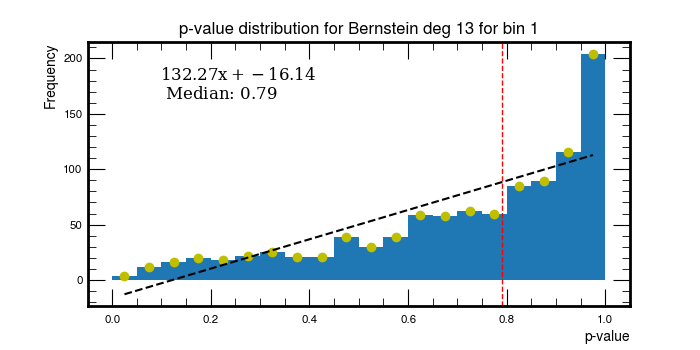 p-value distribution for Bernstein deg 13 for bin 1
Frequency
132.27x + −16.14
Median: 0.79
200
150
100
50
0
0.0 0.2 0.4 0.6 0.8 1.0
p-value